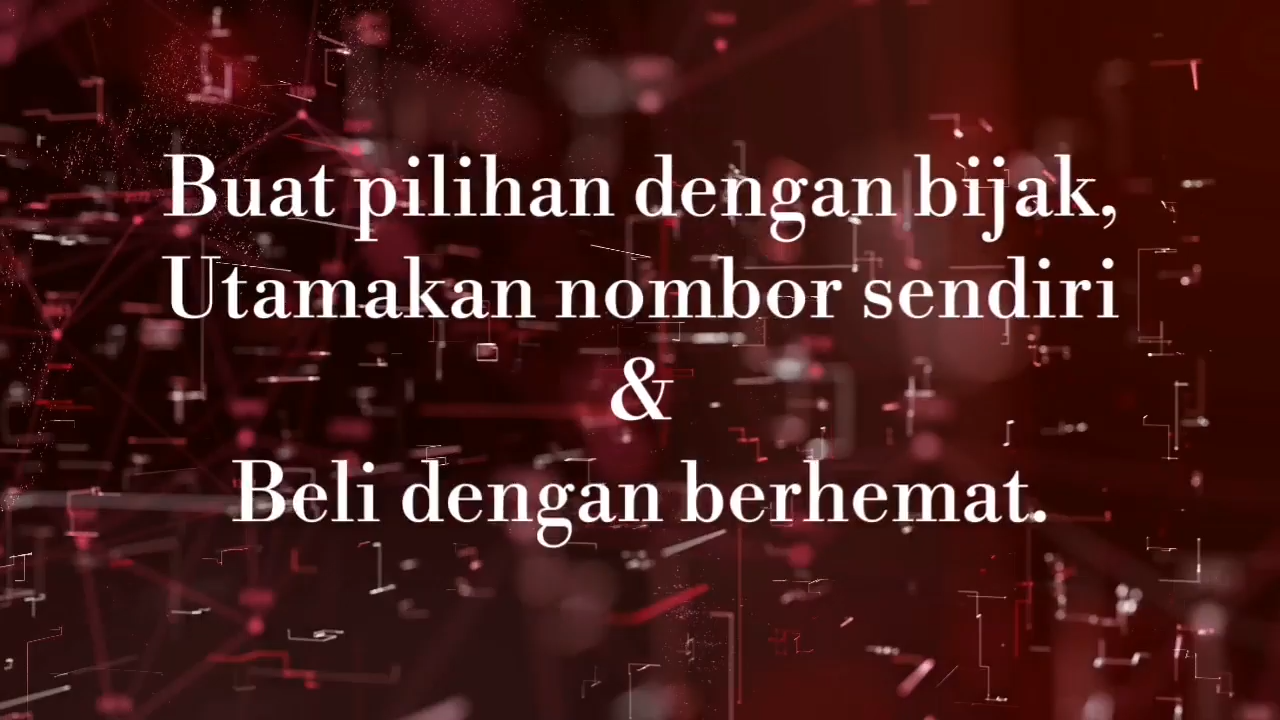 Buat pilihan dengan bijak,
Utamakan nombor sendiri
&
Beli dengan berhemat.